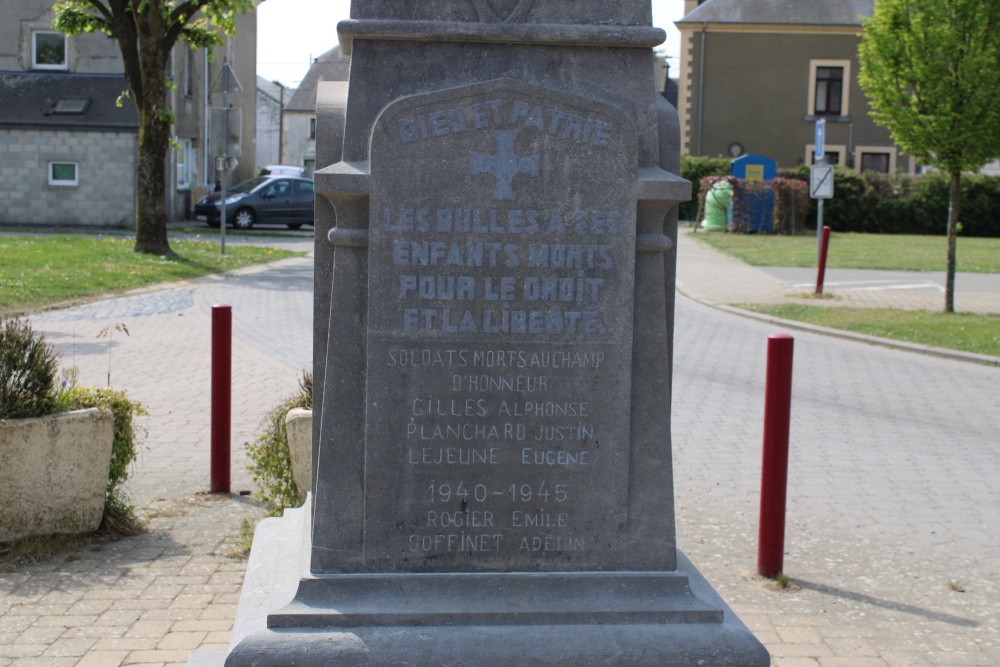 DIEU ET PATRIE
LES BULLES A SES
ENFANTS MORTS
POUR LE DROIT
ET LA LIBERTE.
SOLDATS MORTS AU CHAMP
D'HONNEUR
GILLES ALPHONSE
PLANCHARD JUSTIN
LEJEUNE EUGENE
1940-1945
ROGIER EMILE
GOFFINET ADELIN